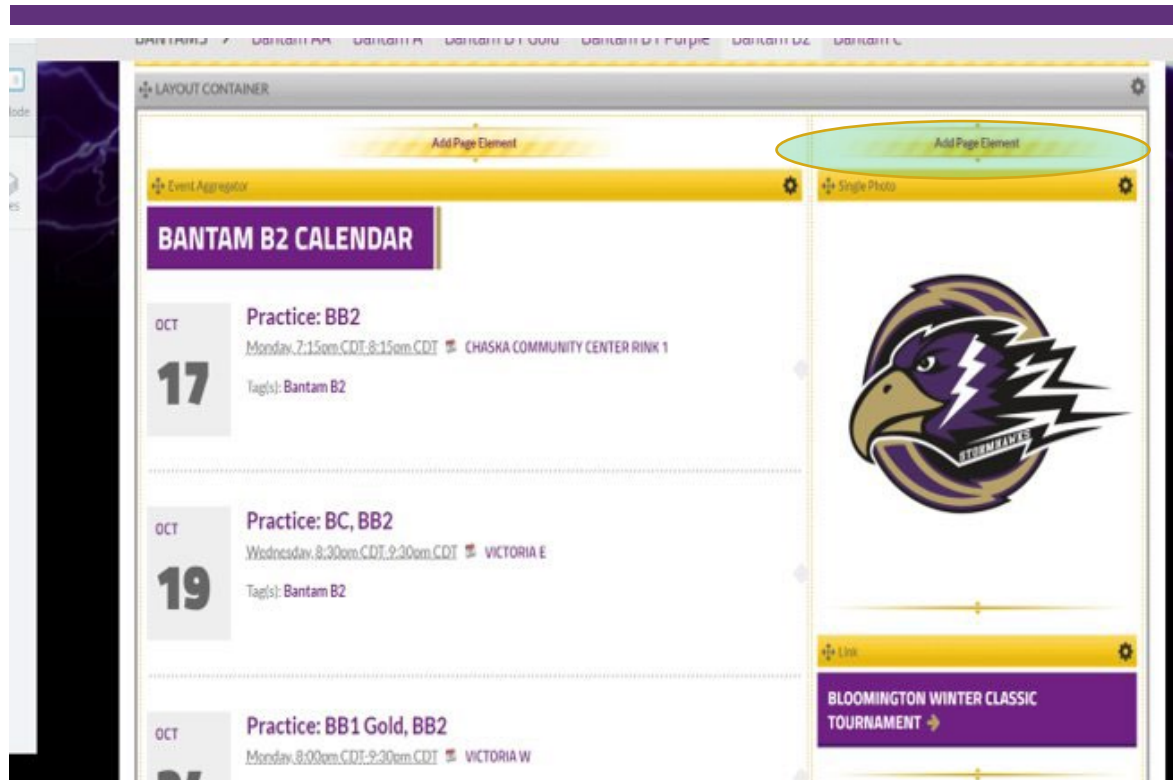 BANTAMS > Bantam AA Bantam A Bantam B1 Gold Bantam B1 Purple Bantam B2 Bantam C
LAYOUT CONTAINER
Add Page Element
Add Page Element
Event Aggregator
Single Photo
BANTAM B2 CALENDAR
OCT
17
Practice: BB2
Monday, 7:15pm CDT-8:15pm CDT CHASKA COMMUNITY CENTER RINK 1
Tag(s): Bantam B2
STORMHAWKS
OCT
19
Practice: BC, BB2
Wednesday, 8:30pm CDT-9:30pm CDT VICTORIA E
Tag(s): Bantam B2
Link
BLOOMINGTON WINTER CLASSIC
TOURNAMENT
OCT
Practice: BB1 Gold, BB2
Monday, 8:00pm CDT-9:30pm CDT VICTORIA W